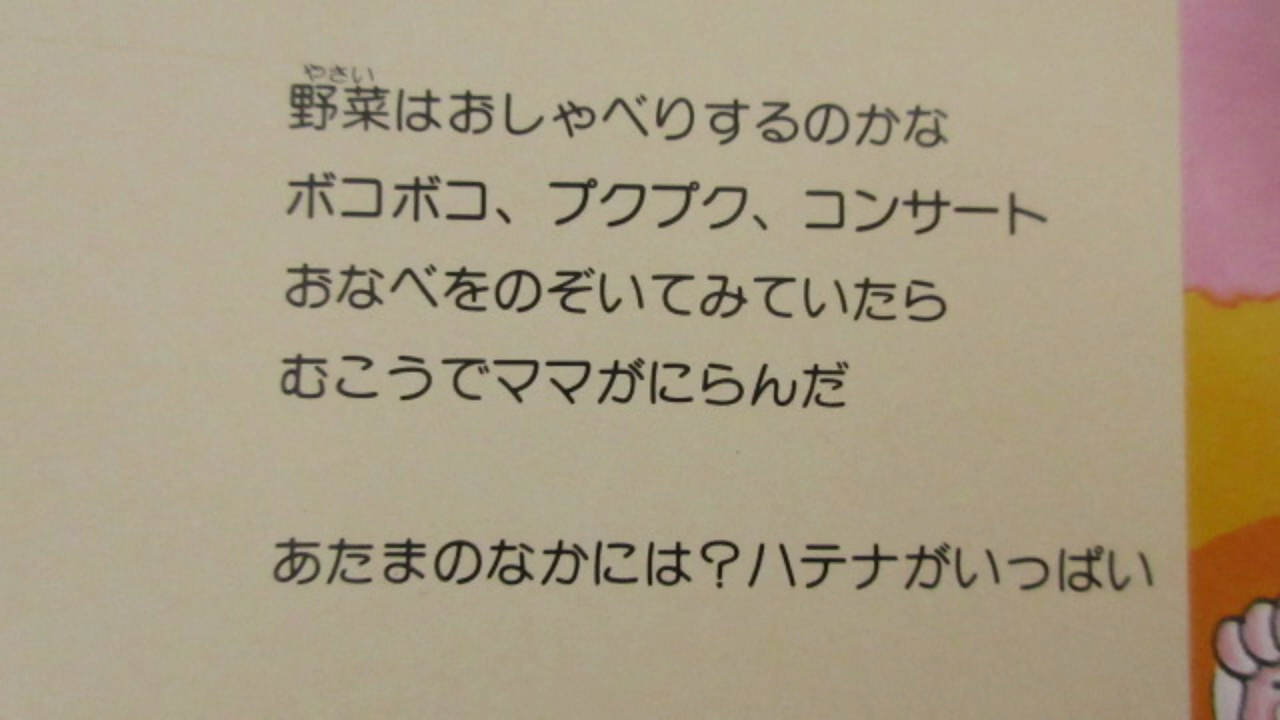 やさい
野菜はおしゃべりするのかな
ボコボコ、プクプク、コンサート
おなべをのぞいてみていたら
むこうでママがにらんだ
あたまのなかには？ハテナがいっぱい